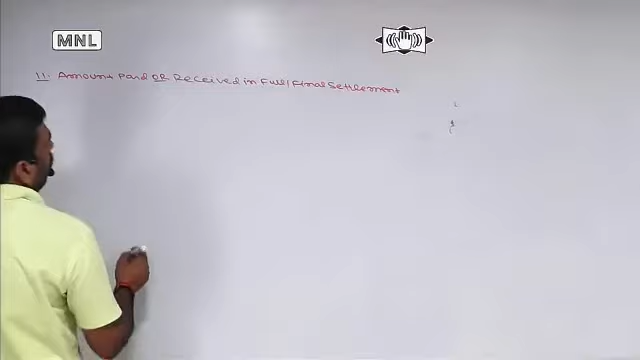 MNL
11. Amount Paid OR Received in Full/Final Settlement